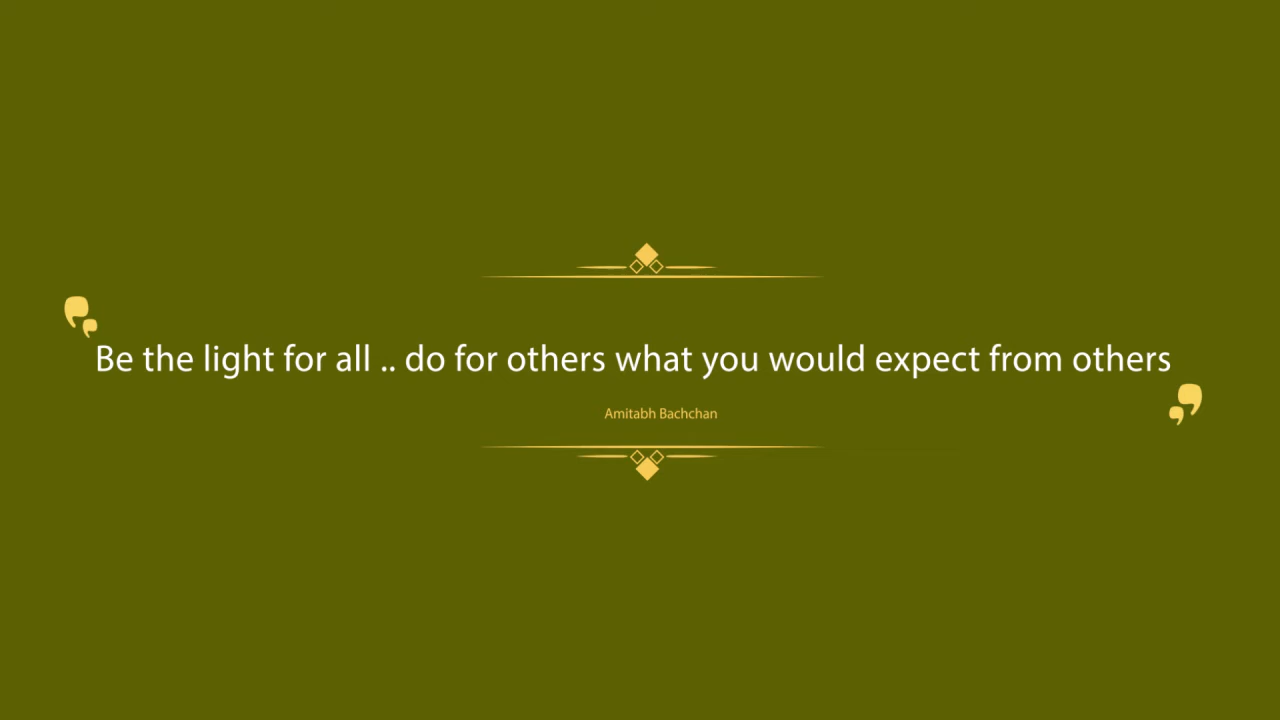 Be the light for all .. do for others what you would expect from others
Amitabh Bachchan